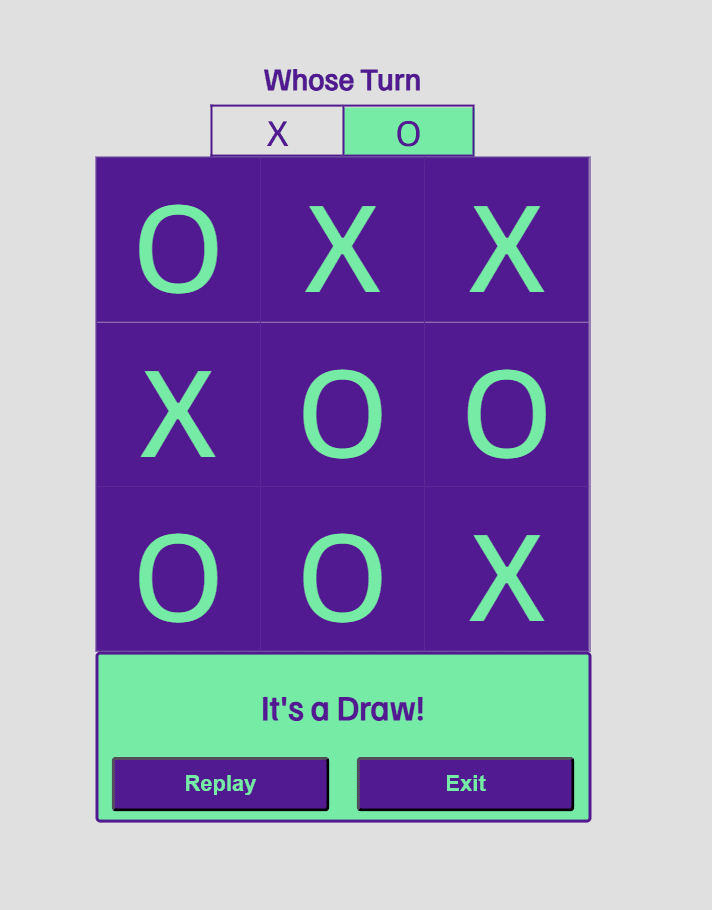 Whose Turn
X O
O X X
X O O
O O X
It's a Draw!
Replay Exit